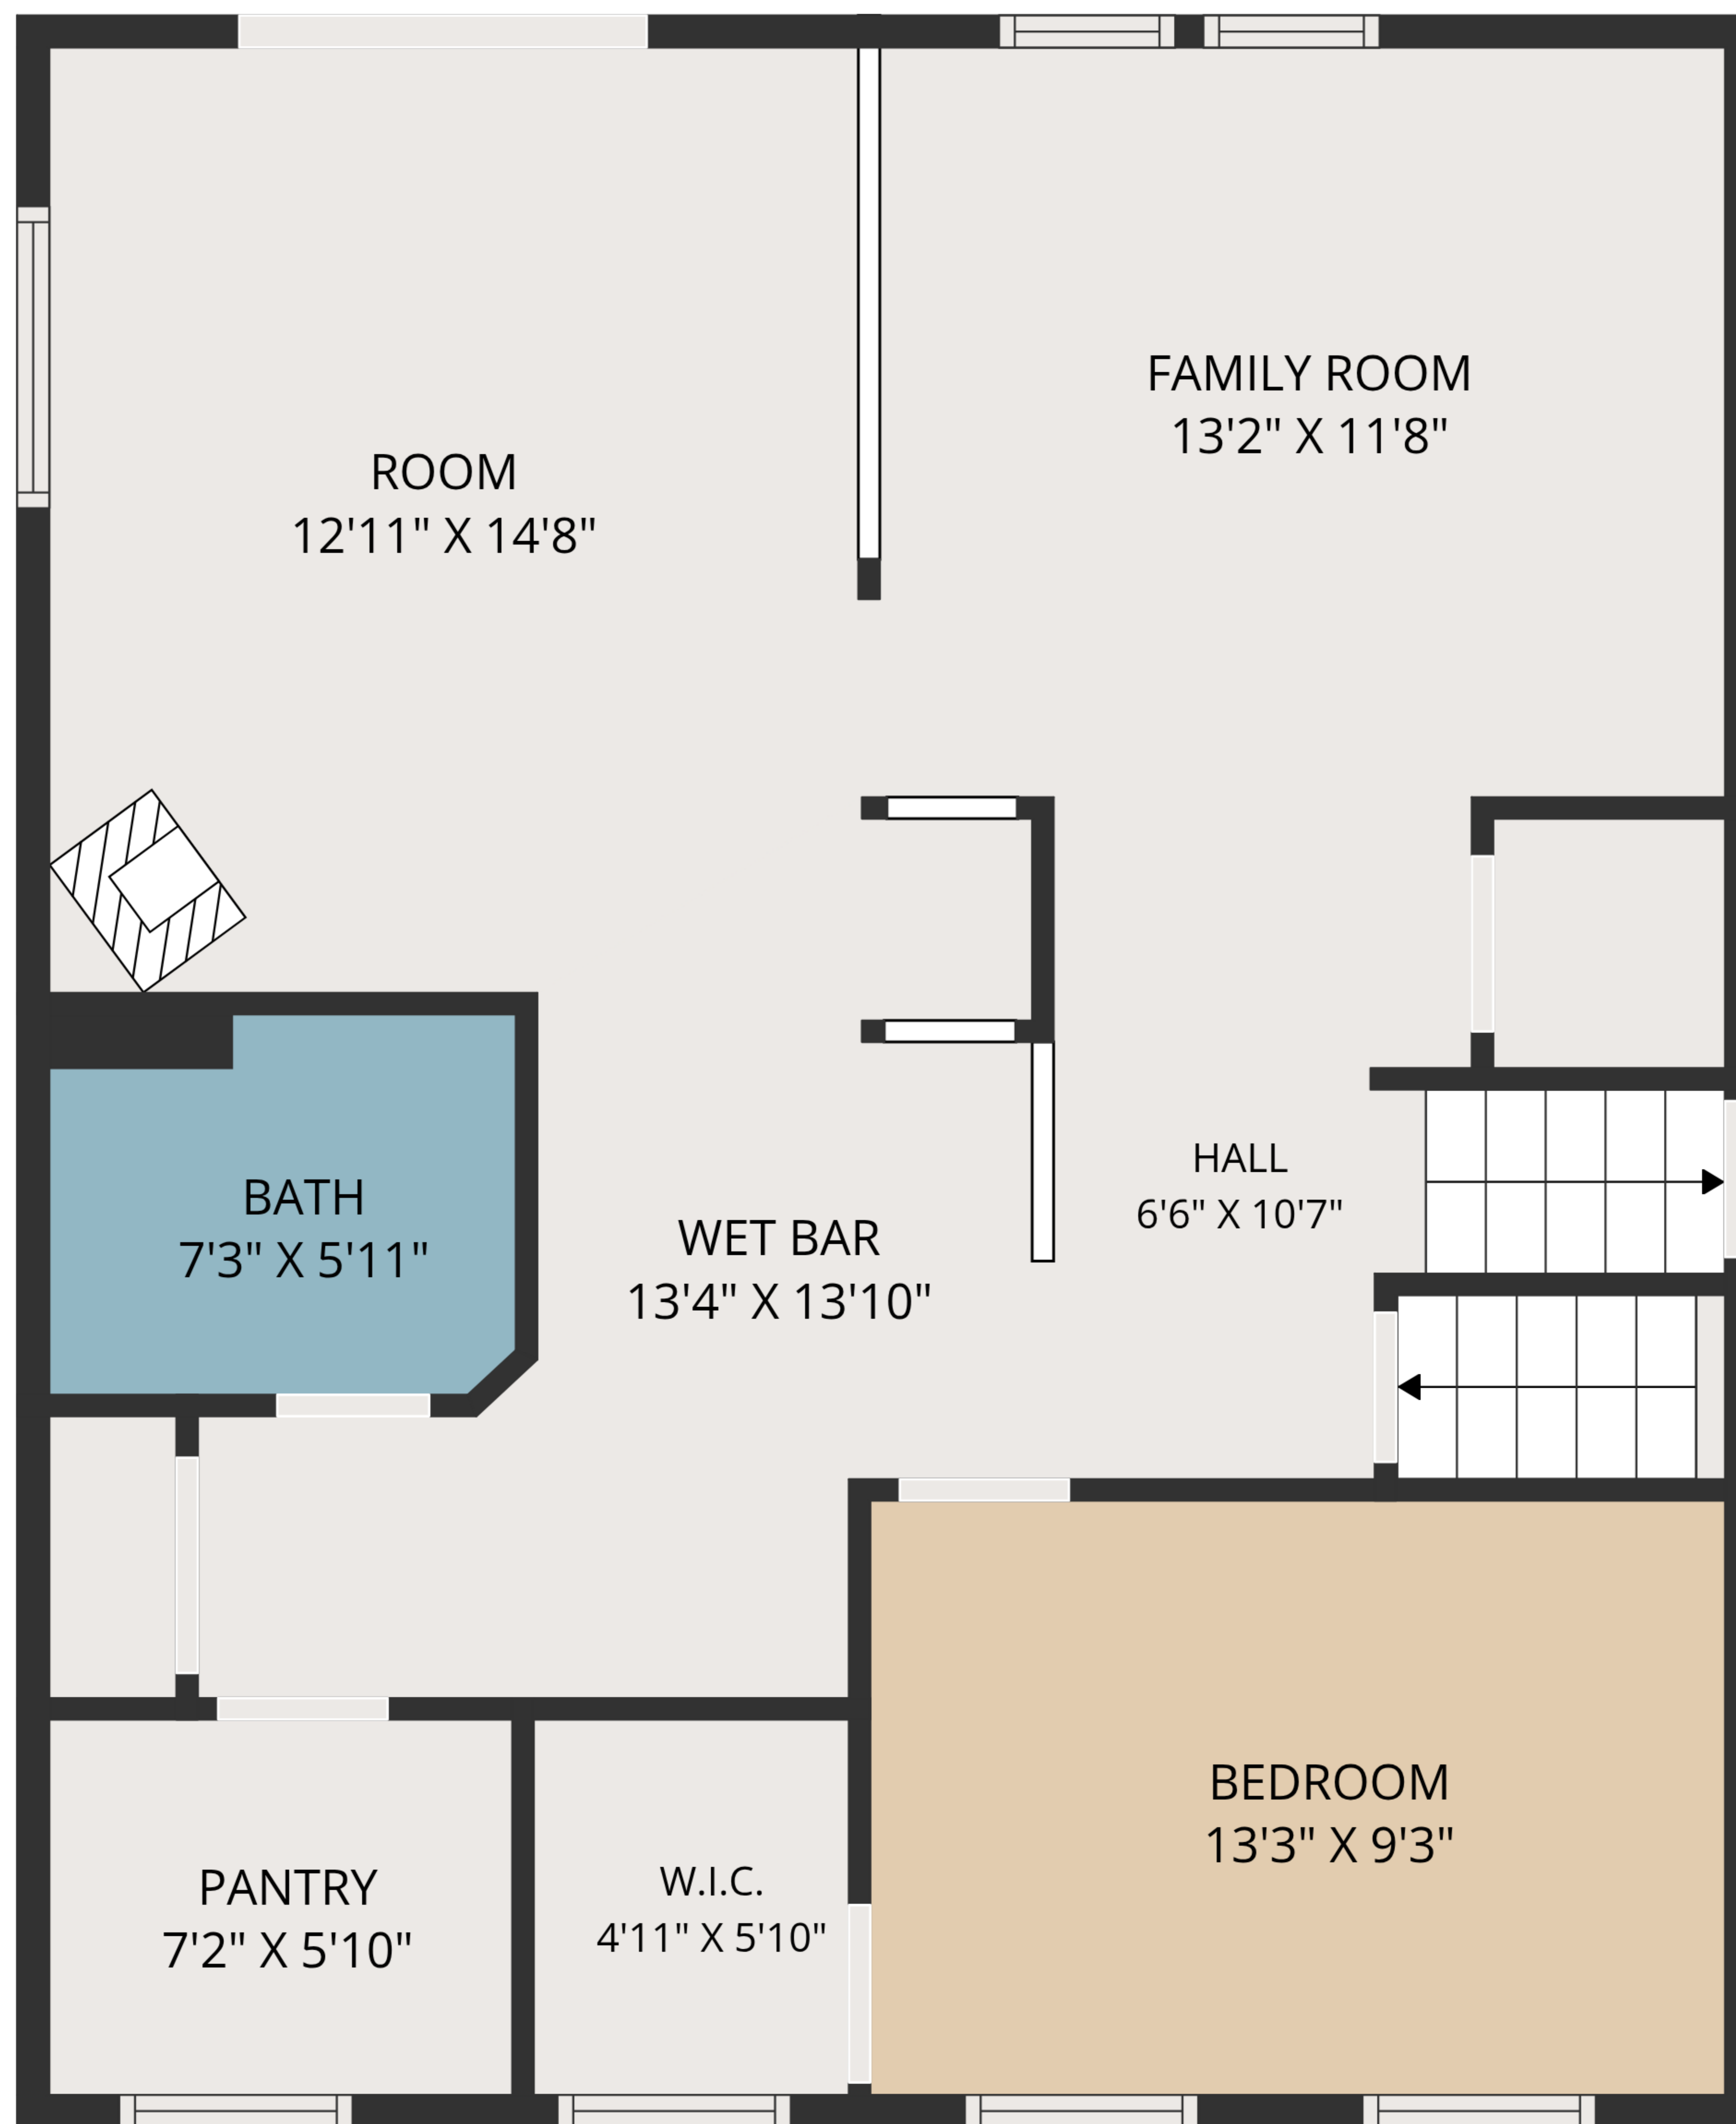 FAMILY ROOM
13'2" X 11'8"
ROOM
12'11" X 14'8"
HALL
6'6" X 10'7"
BATH
7'3" X 5'11"
WET BAR
13'4" X 13'10"
BEDROOM
13'3" X 9'3"
PANTRY
7'2" X 5'10"
W.I.C.
4'11" X 5'10"